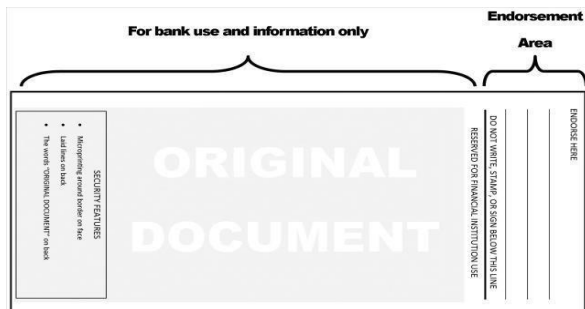 For bank use and information only
Endorsement
Area
ORIGINAL
DOCUMENT
SECURITY FEATURES
• Microprinting around border on face
• Laid lines on back
• The words "ORIGINAL DOCUMENT" on back
RESERVED FOR FINANCIAL INSTITUTION USE
DO NOT WRITE, STAMP, OR SIGN BELOW THIS LINE
ENDORSE HERE